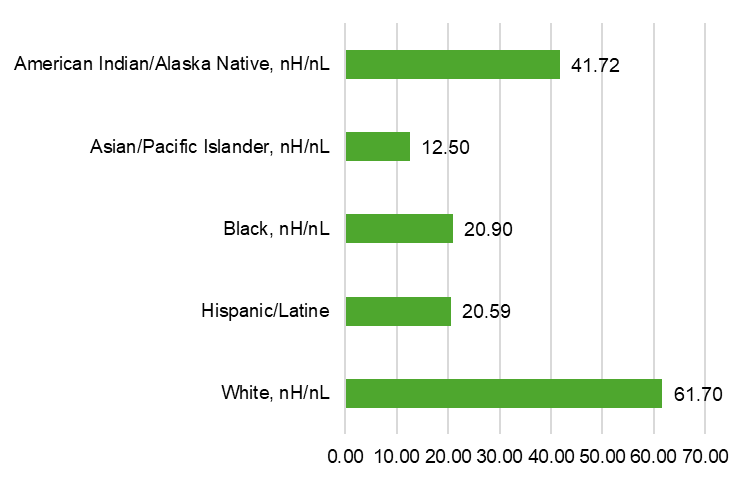 American Indian/Alaska Native, nH/nL 41.72
Asian/Pacific Islander, nH/nL 12.50
Black, nH/nL 20.90
Hispanic/Latine 20.59
White, nH/nL 61.70
0.00 10.00 20.00 30.00 40.00 50.00 60.00 70.00